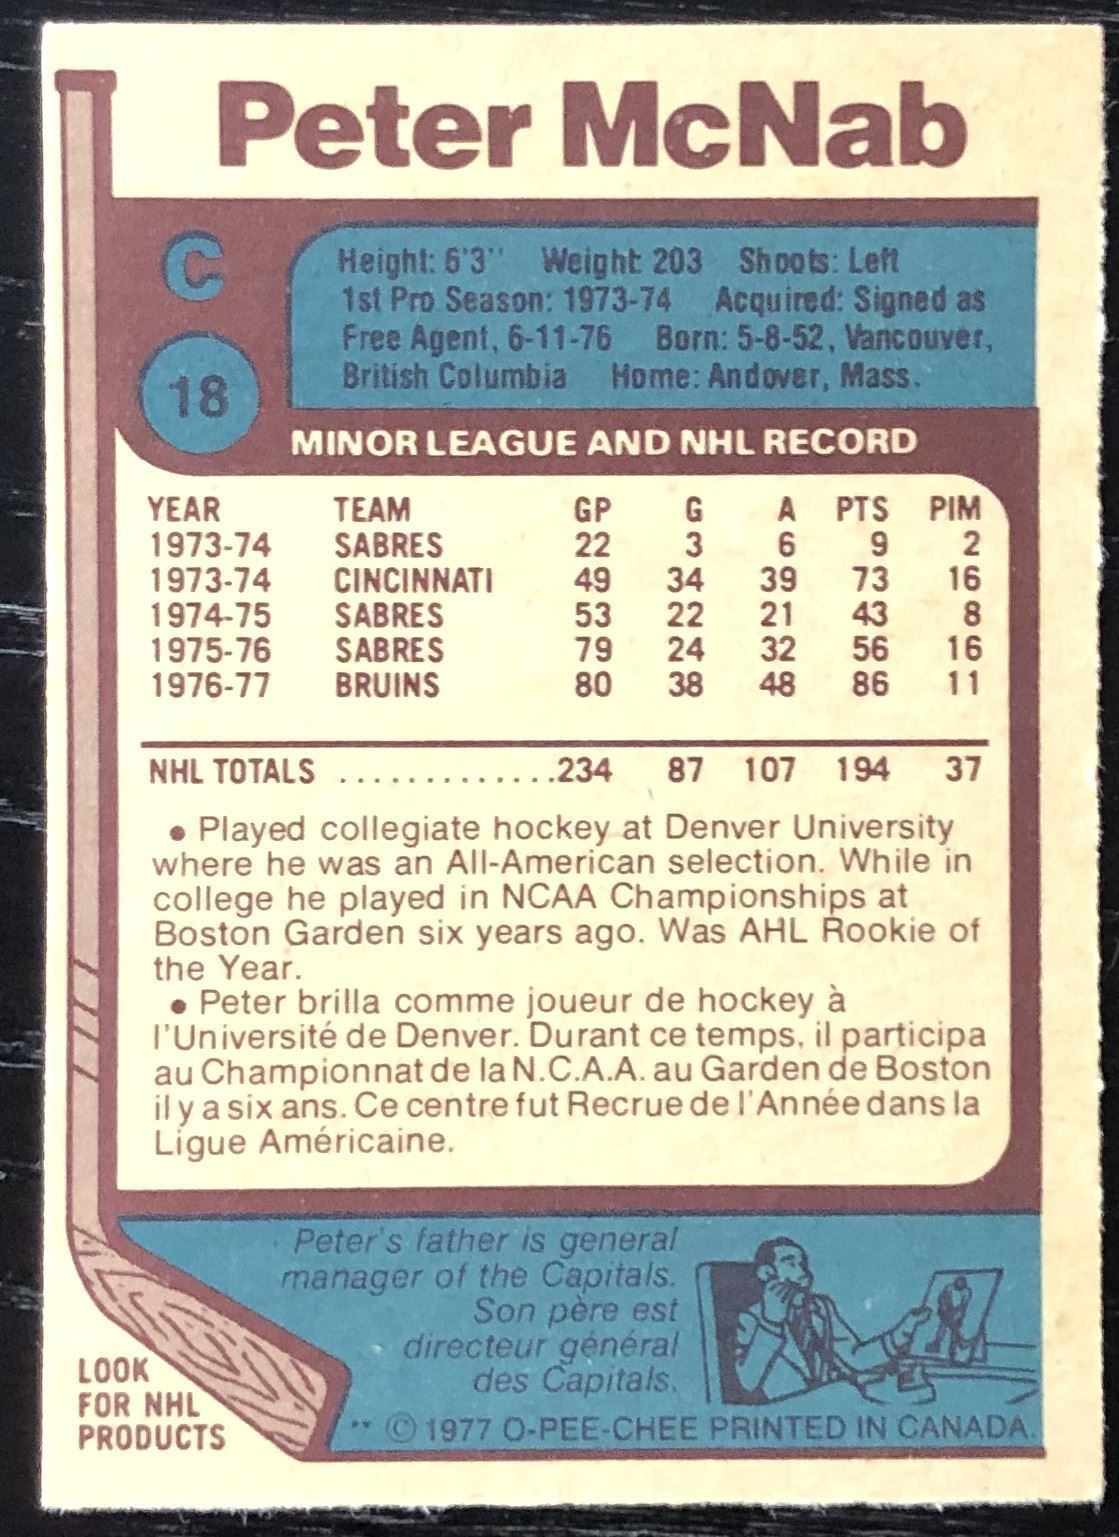 Peter McNab
C
18
Height: 6'3" Weight: 203 Shoots: Left
1st Pro Season: 1973-74 Acquired: Signed as
Free Agent, 6-11-76 Born: 5-8-52, Vancouver,
British Columbia Home: Andover, Mass.
MINOR LEAGUE AND NHL RECORD
YEAR TEAM GP G A PTS PIM
1973-74 SABRES 22 3 6 9 2
1973-74 CINCINNATI 49 34 39 73 16
1974-75 SABRES 53 22 21 43 8
1975-76 SABRES 79 24 32 56 16
1976-77 BRUINS 80 38 48 86 11
NHL TOTALS .............234 87 107 194 37
• Played collegiate hockey at Denver University
where he was an All-American selection. While in
college he played in NCAA Championships at
Boston Garden six years ago. Was AHL Rookie of
the Year.
• Peter brilla comme joueur de hockey à
l'Université de Denver. Durant ce temps, il participa
au Championnat de la N.C.A.A. au Garden de Boston
il y a six ans. Ce centre fut Recrue de l'Année dans la
Ligue Américaine.
Peter's father is general
manager of the Capitals.
Son père est
directeur général
des Capitals.
LOOK
FOR NHL
PRODUCTS
** © 1977 O-PEE-CHEE PRINTED IN CANADA.